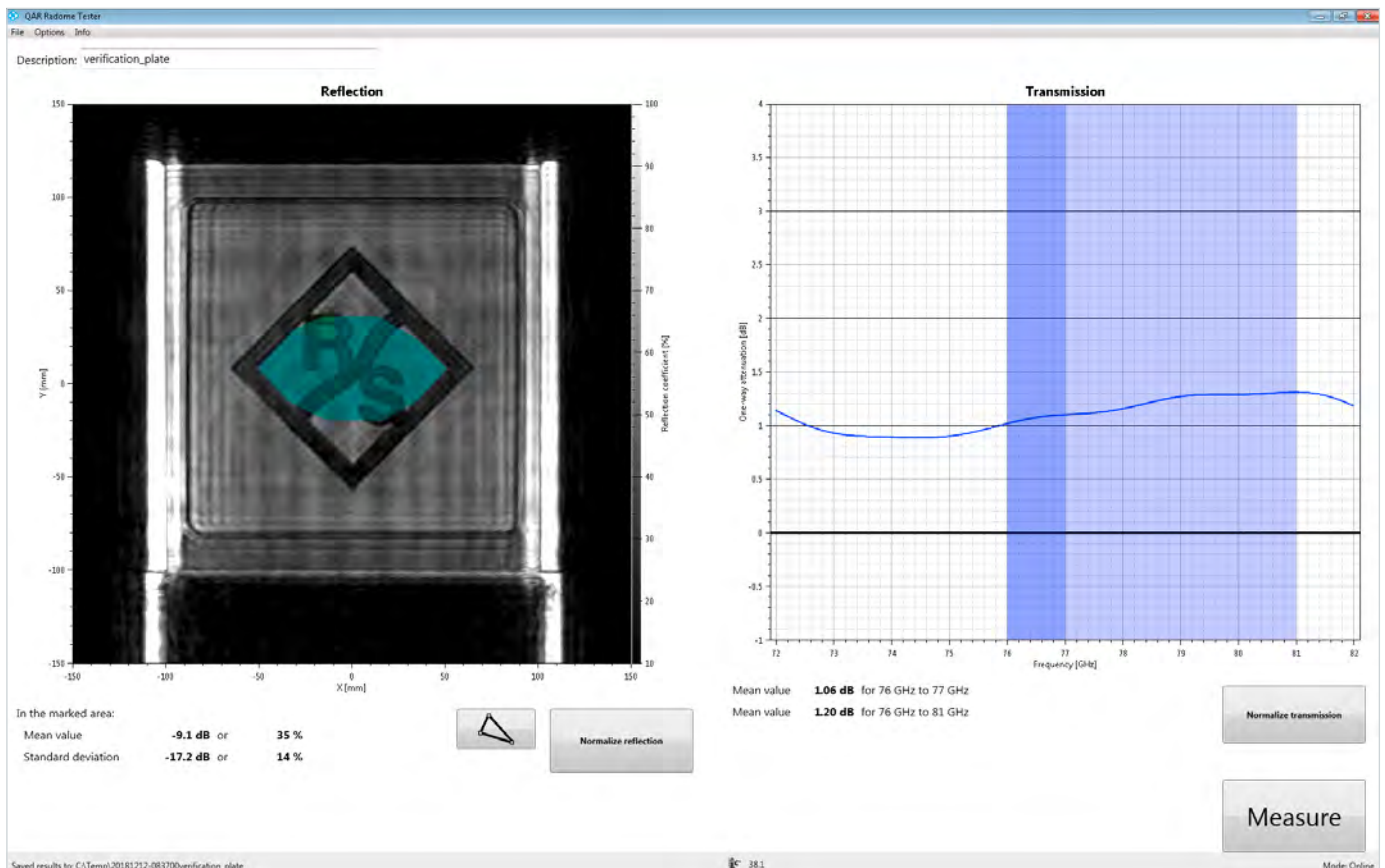 QAR Radome Tester
File Options Info
Description: verification_plate
Reflection
150
100
50
0
-50
-100
-150
Y [mm]
-150 -100 -50 0 50 100 150
X [mm]
100
90
80
70
60
50
40
30
20
10
Reflection coefficient [%]
R/S
Transmission
4
3.5
3
2.5
2
1.5
1
0.5
0
-0.5
-1
One-way attenuation [dB]
72 73 74 75 76 77 78 79 80 81 82
Frequency [GHz]
In the marked area:
Mean value -9.1 dB or 35 %
Standard deviation -17.2 dB or 14 %
Normalize reflection
Mean value 1.06 dB for 76 GHz to 77 GHz
Mean value 1.20 dB for 76 GHz to 81 GHz
Normalize transmission
Measure
Saved results to: C:\Temp\20181212-083700verification_plate
38.1
Mode: Online